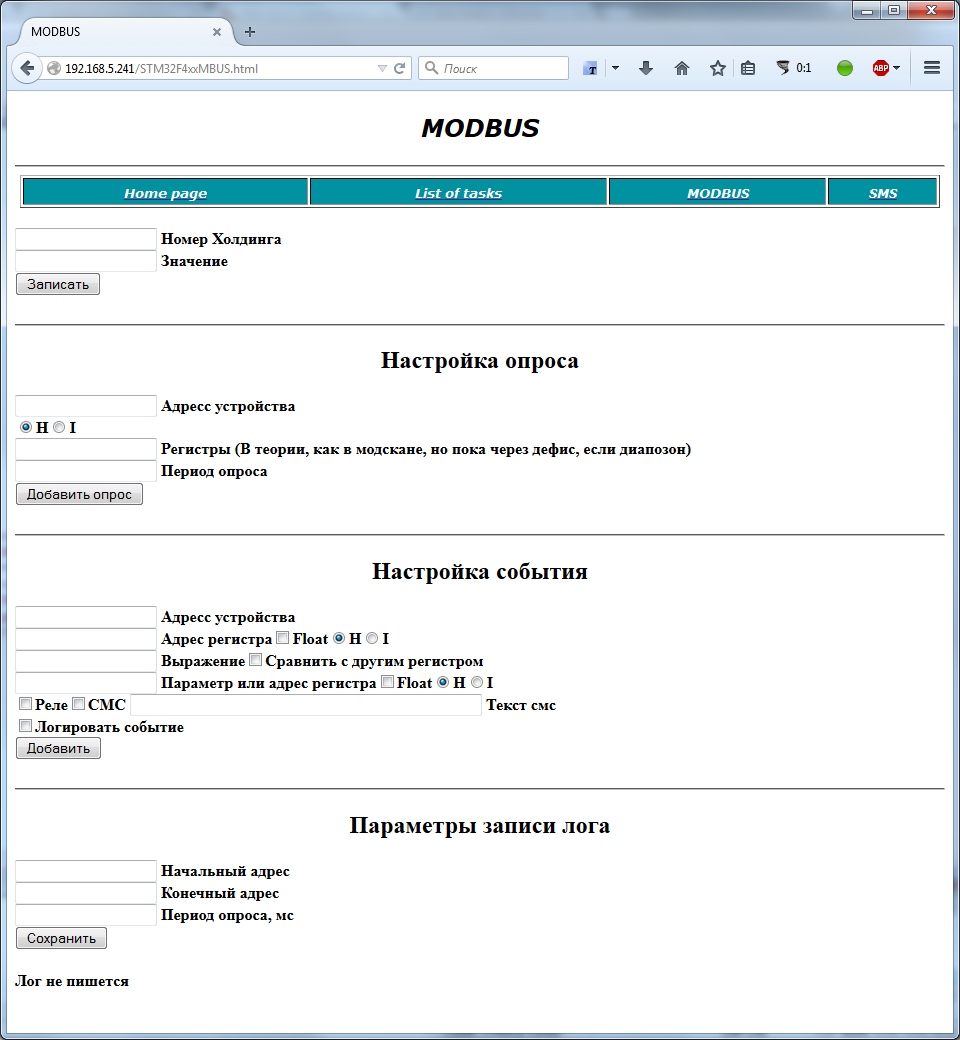 MODBUS
192.168.5.241/STM32F4xxMBUS.html
Поиск
T
0:1
ABP
MODBUS
Home page List of tasks MODBUS SMS
Номер Холдинга
Значение
Записать
Настройка опроса
Адресс устройства
H I
Регистры (В теории, как в модскане, но пока через дефис, если диапозон)
Период опроса
Добавить опрос
Настройка события
Адресс устройства
Адрес регистра Float H I
Выражение Сравнить с другим регистром
Параметр или адрес регистра Float H I
Реле СМС Текст смс
Логировать событие
Добавить
Параметры записи лога
Начальный адрес
Конечный адрес
Период опроса, мс
Сохранить
Лог не пишется